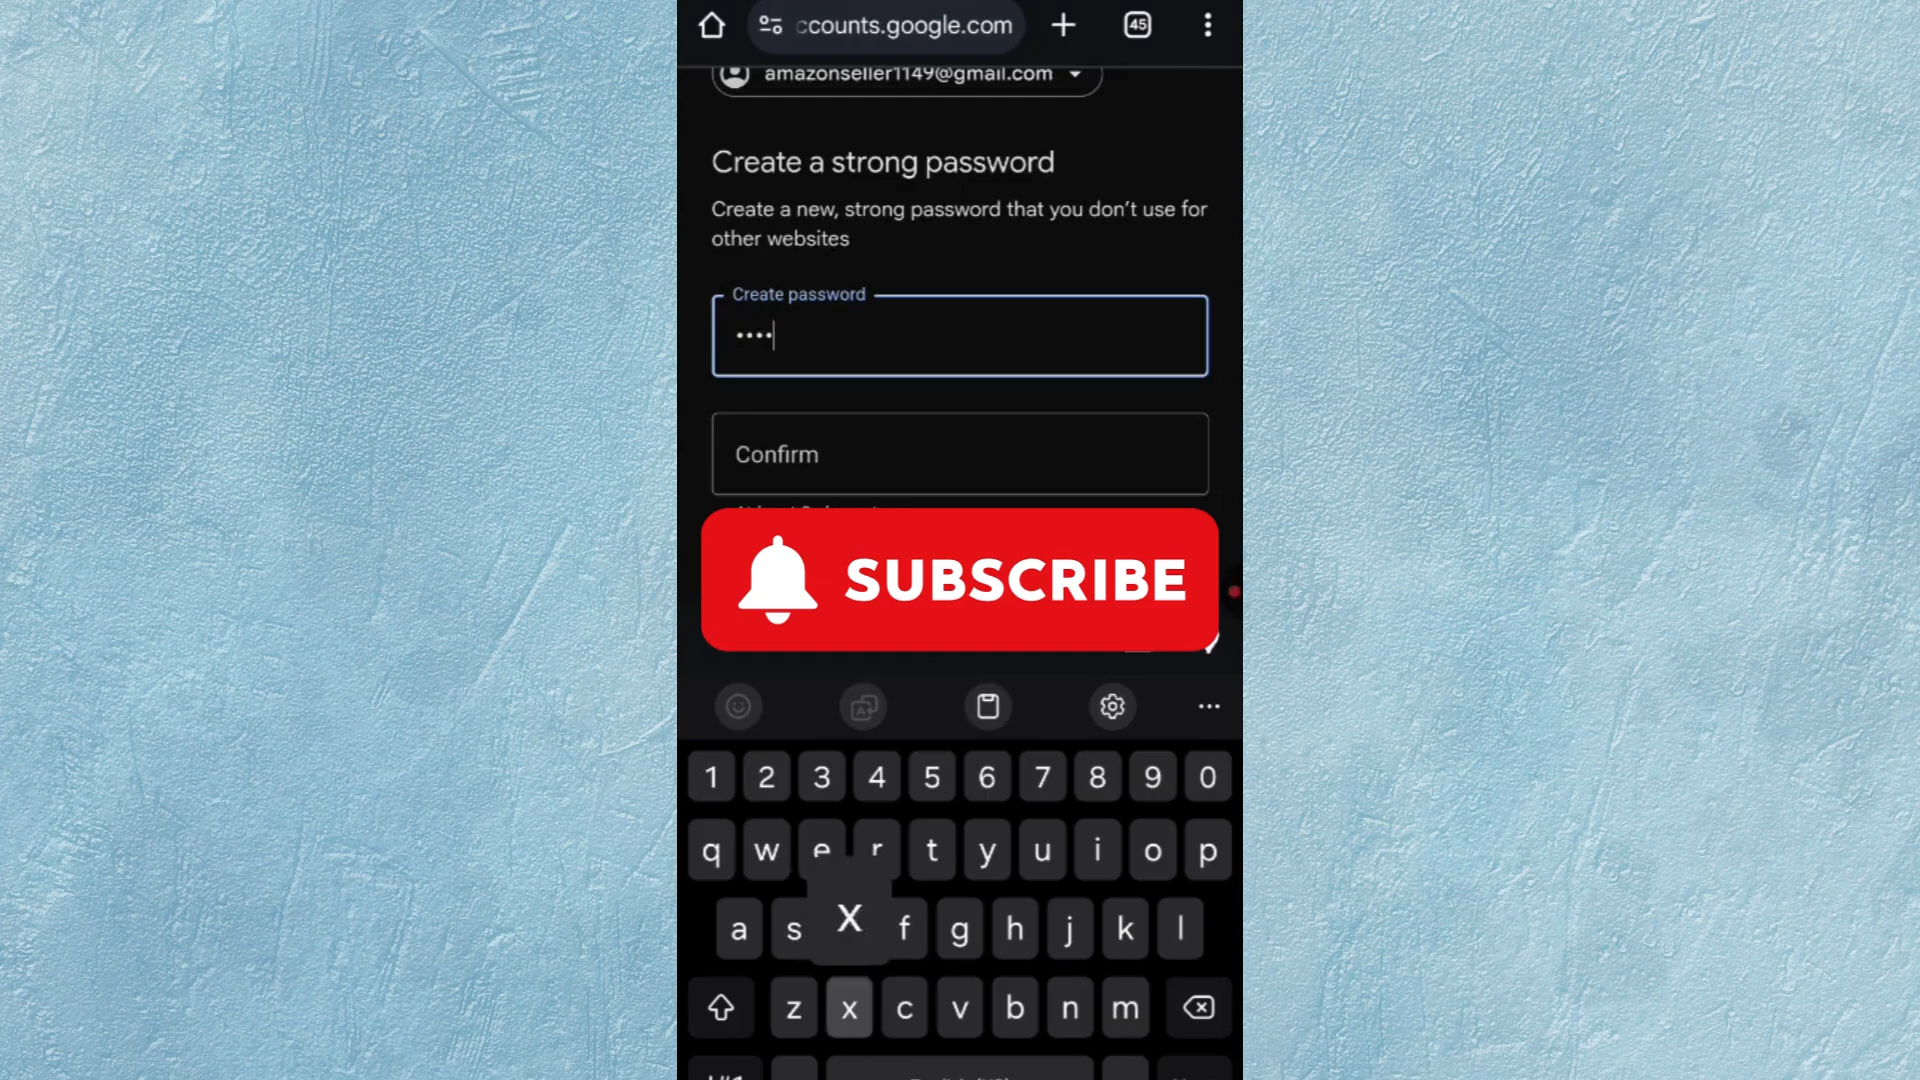 ccounts.google.com
45
amazonseller1149@gmail.com
Create a strong password
Create a new, strong password that you don't use for
other websites
Create password
Confirm
SUBSCRIBE
1 2 3 4 5 6 7 8 9 0
q w e r t y u i o p
a s x f g h j k l
z x c v b n m